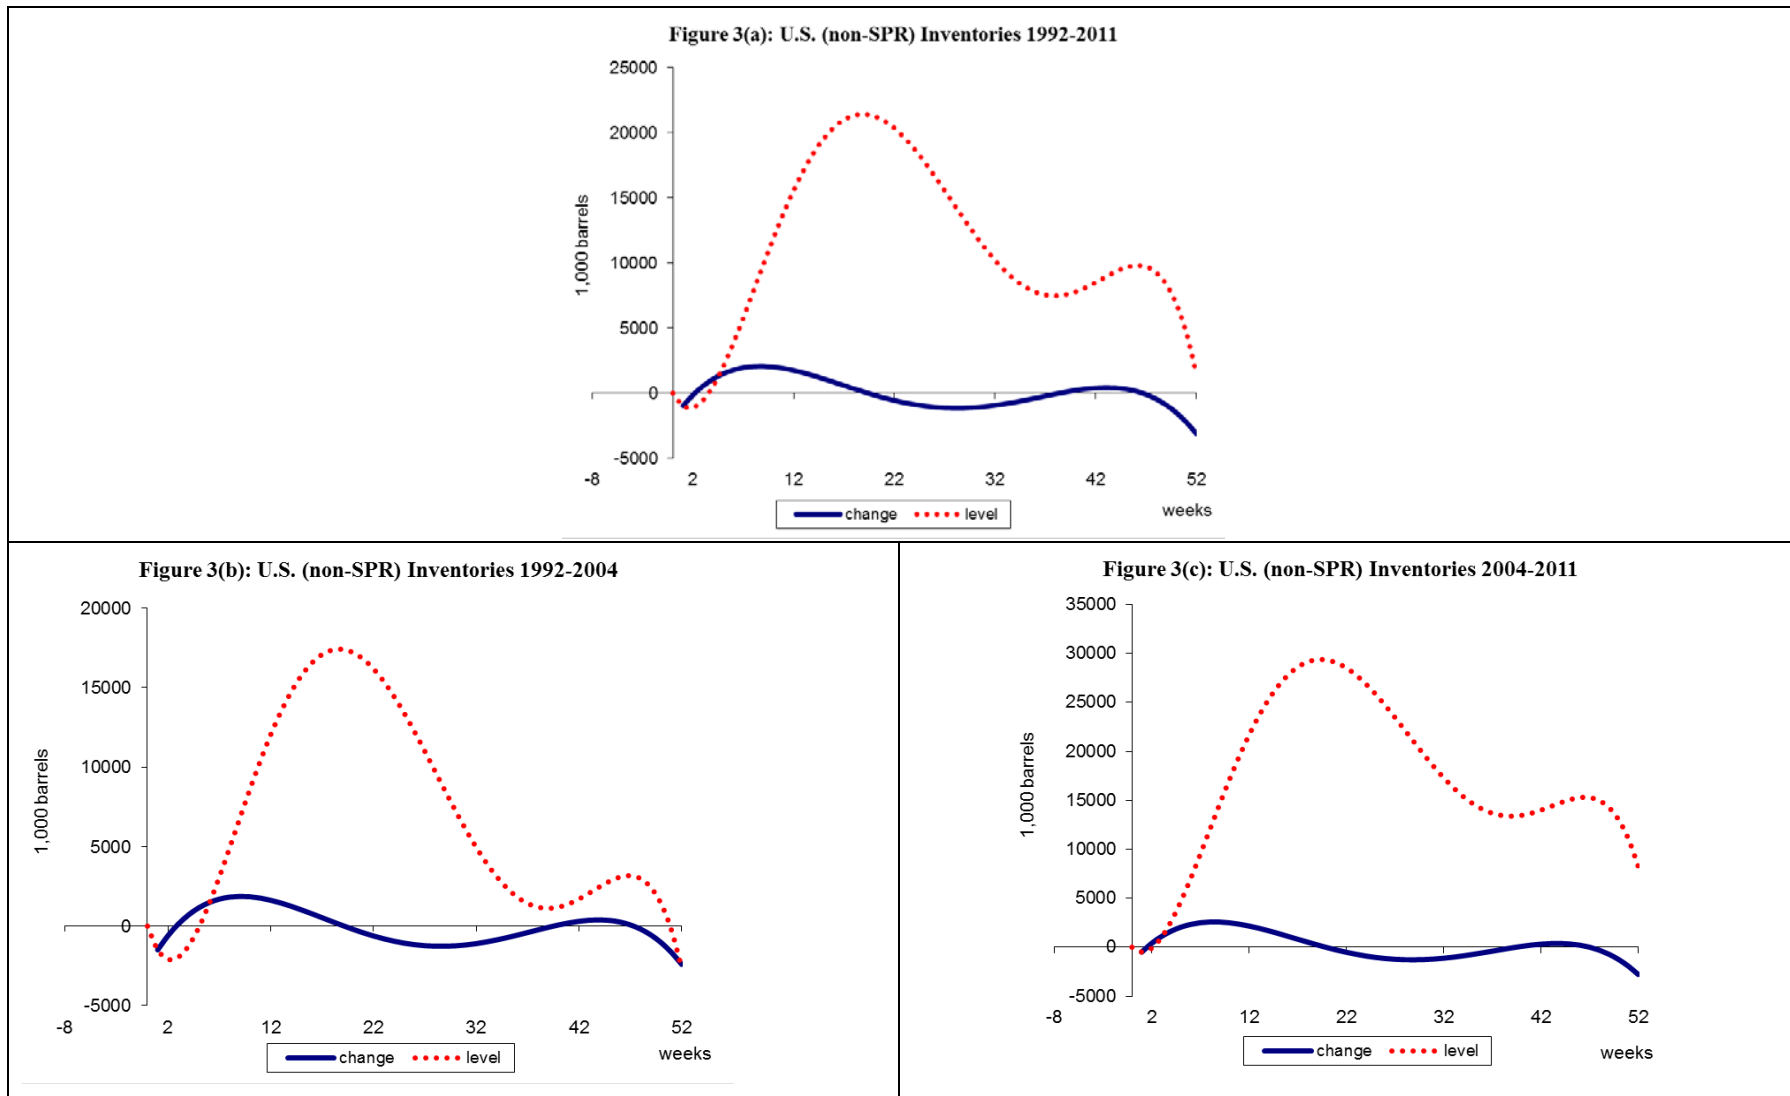 Figure 3(a): U.S. (non-SPR) Inventories 1992-2011
25000
20000
15000
10000
5000
0
-5000
1,000 barrels
-8 2 12 22 32 42 52
weeks
change level
Figure 3(b): U.S. (non-SPR) Inventories 1992-2004
20000
15000
10000
5000
0
-5000
1,000 barrels
-8 2 12 22 32 42 52
weeks
change level
Figure 3(c): U.S. (non-SPR) Inventories 2004-2011
35000
30000
25000
20000
15000
10000
5000
0
-5000
1,000 barrels
-8 2 12 22 32 42 52
change level weeks